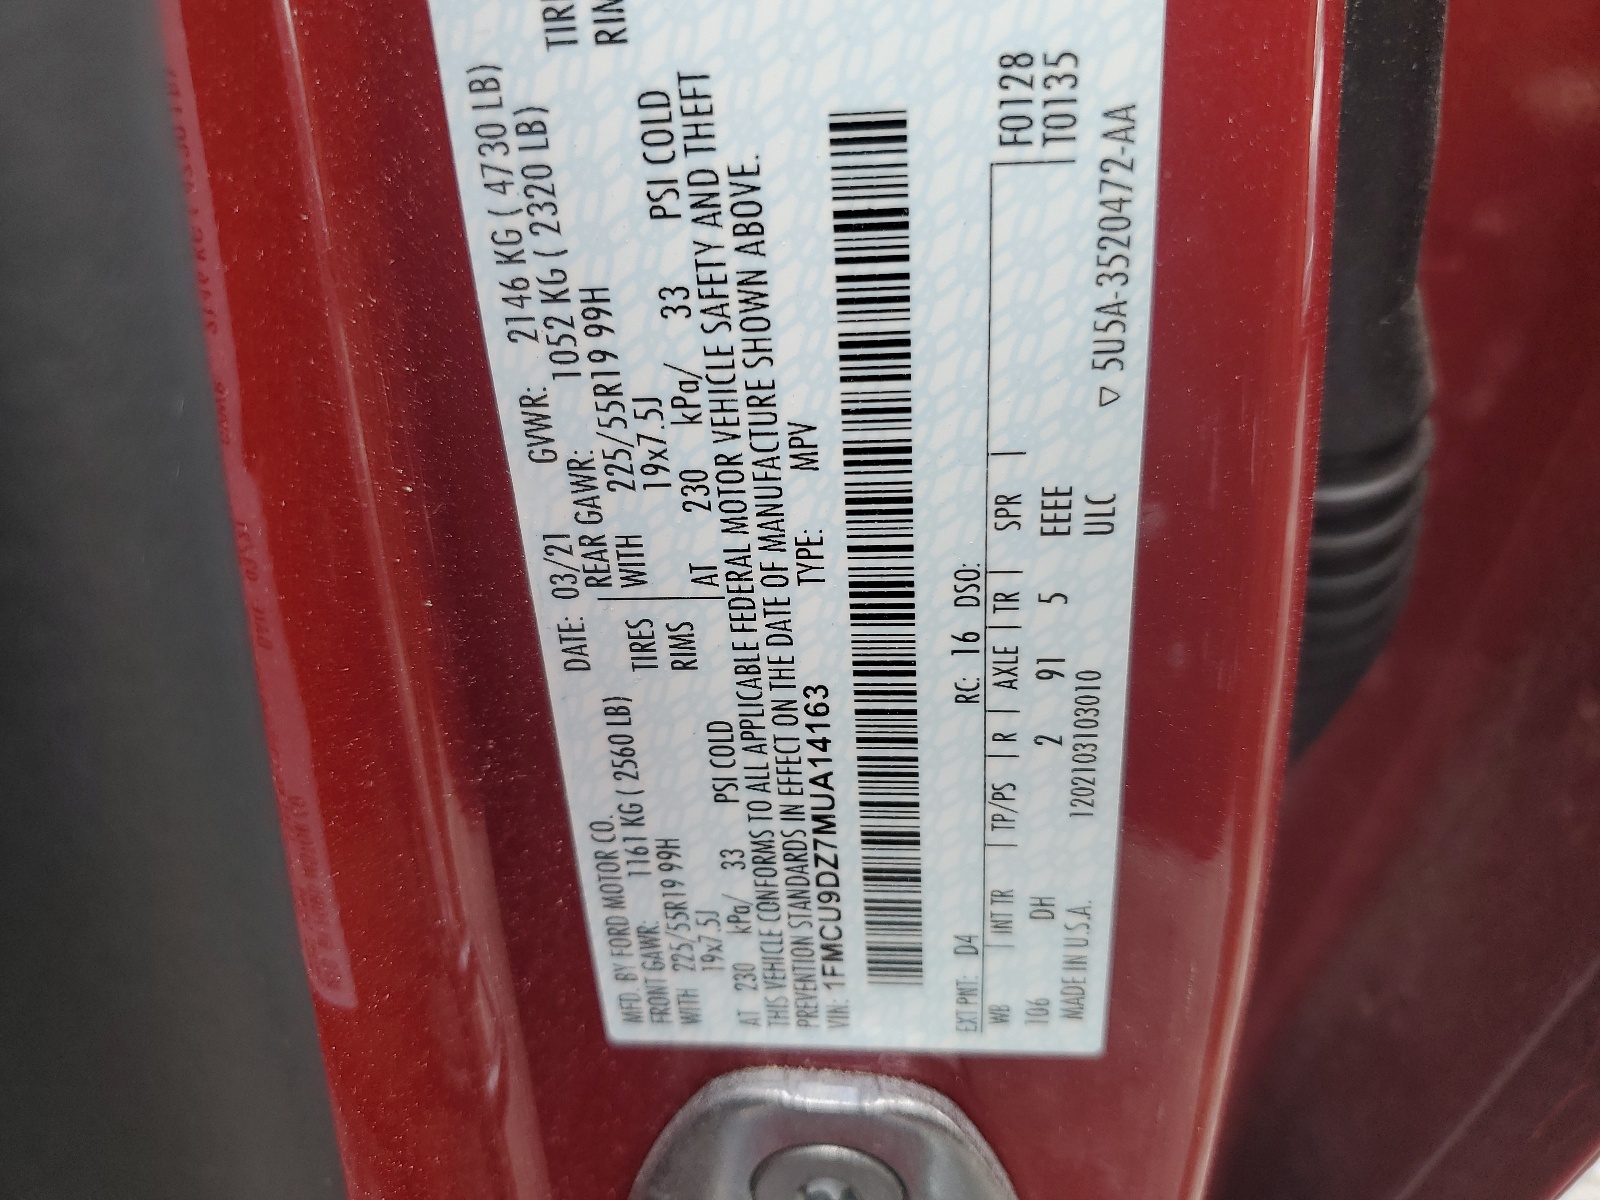 MFD. BY FORD MOTOR CO.
DATE: 03/21 GVWR: 2146 KG ( 4730 LB)
FRONT GAWR: 1161 KG ( 2560 LB)
REAR GAWR: 1052 KG ( 2320 LB)
WITH 225/55R19 99H TIRES
19x7.5J RIMS
AT 230 kPa/ 33 PSI COLD
WITH 225/55R19 99H TIR
19x7.5J RIM
AT 230 kPa/ 33 PSI COLD
THIS VEHICLE CONFORMS TO ALL APPLICABLE FEDERAL MOTOR VEHICLE SAFETY AND THEFT
PREVENTION STANDARDS IN EFFECT ON THE DATE OF MANUFACTURE SHOWN ABOVE.
VIN: 1FMCU9DZ7MUA14163 TYPE: MPV
EXT PNT: D4 RC: 16 DSO:
WB | INT TR | TP/PS | R | AXLE | TR | SPR | F0128
106 DH 2 91 5 EEEE T0135
MADE IN U.S.A. 1202103103010 ULC
▽ 5U5A-3520472-AA